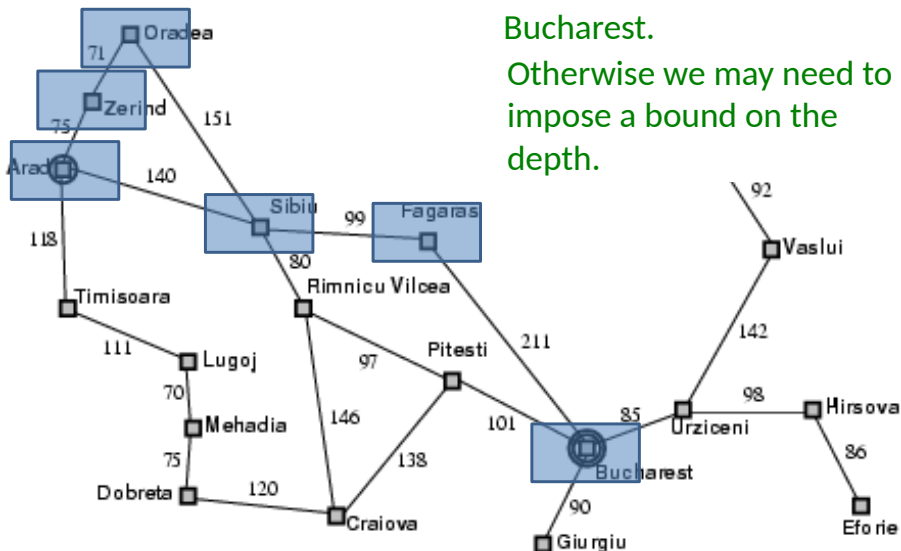 Bucharest.
Otherwise we may need to
impose a bound on the
depth.
Oradea
71
Zerind
75
151
Arad
140
92
Sibiu
99
Fagaras
118
80
Vaslui
Timisoara
Rimnicu Vilcea
142
111
Lugoj
97
Pitesti
211
70
98
Hirsova
Mehadia
146
101
85
Urziceni
75
138
86
Dobreta
120
Bucharest
Craiova
90
Eforie
Giurgiu